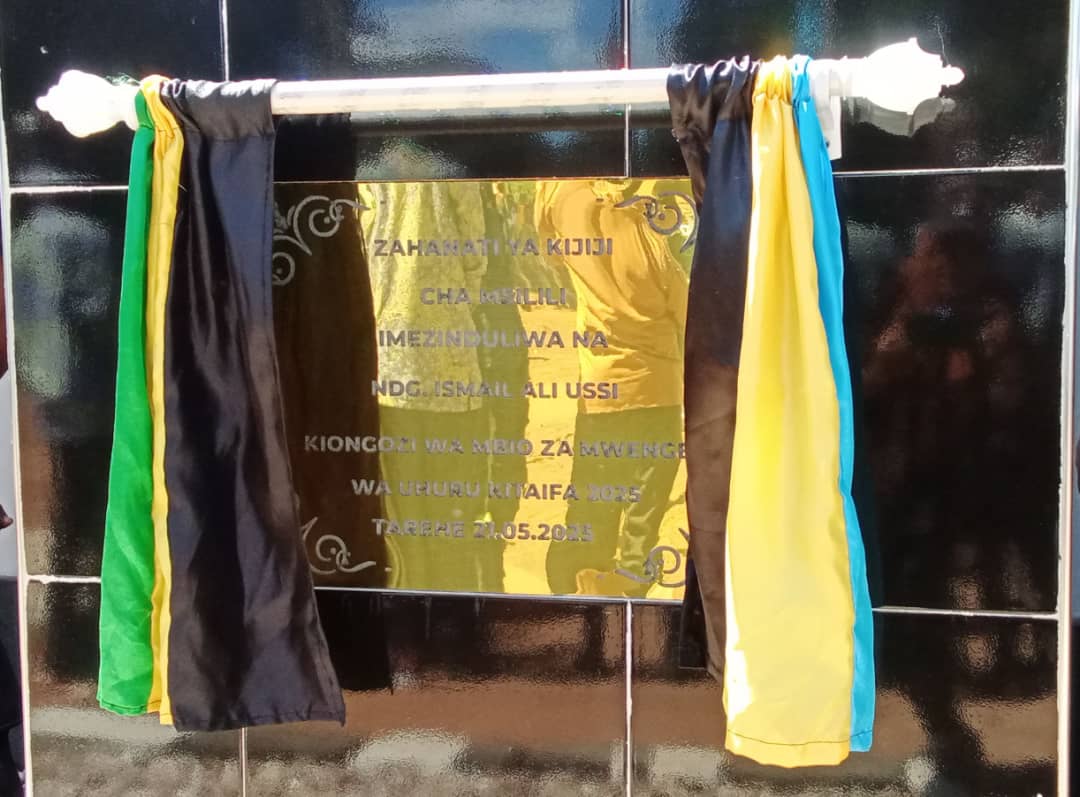 ZAHANATI YA KIJIJI
CHA MSILILI
IMEZINDULIWA NA
NDG. ISMAIL ALI USSI
KIONGOZI WA MBIO ZA MWENGE
WA UHURU KITAIFA 2025
TAREHE 21.05.2025